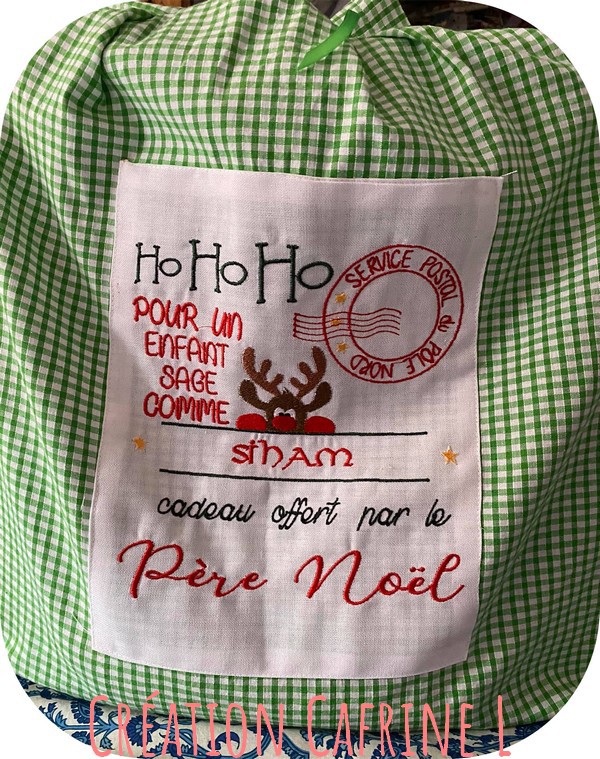 Ho Ho Ho
SERVICE POSTAL du PÔLE NORD
POUR UN
ENFANT
SAGE
COMME
SIHAM
cadeau offert par le
Père Noël
CRÉATION CAFRINE L